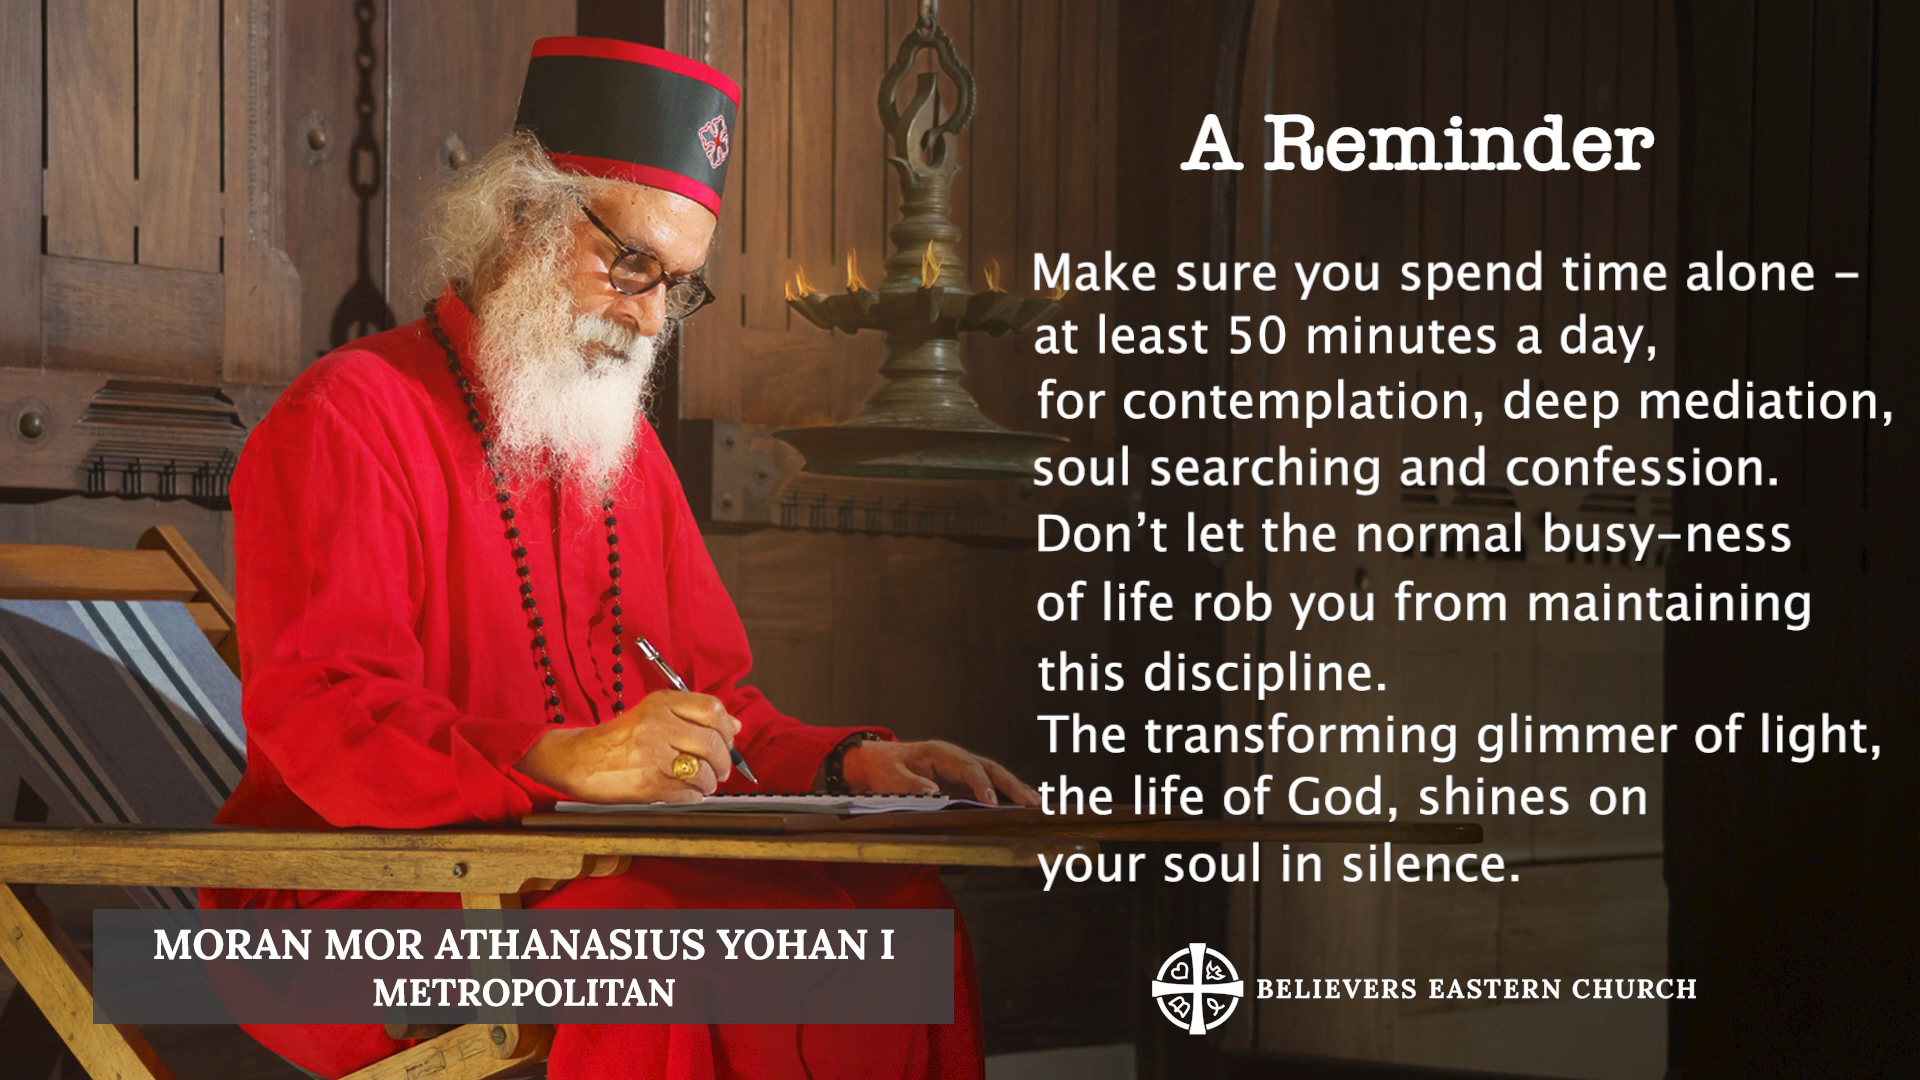 A Reminder
Make sure you spend time alone –
at least 50 minutes a day,
for contemplation, deep mediation,
soul searching and confession.
Don’t let the normal busy–ness
of life rob you from maintaining
this discipline.
The transforming glimmer of light,
the life of God, shines on
your soul in silence.
MORAN MOR ATHANASIUS YOHAN I
METROPOLITAN
BELIEVERS EASTERN CHURCH